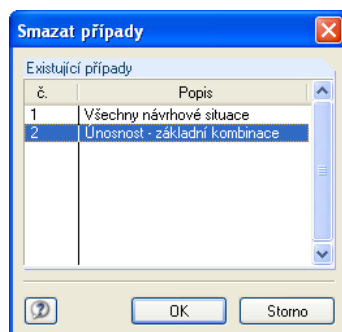 Smazat případy
Existující případy
č. Popis
1 Všechny návrhové situace
2 Únosnost - základní kombinace
OK Storno